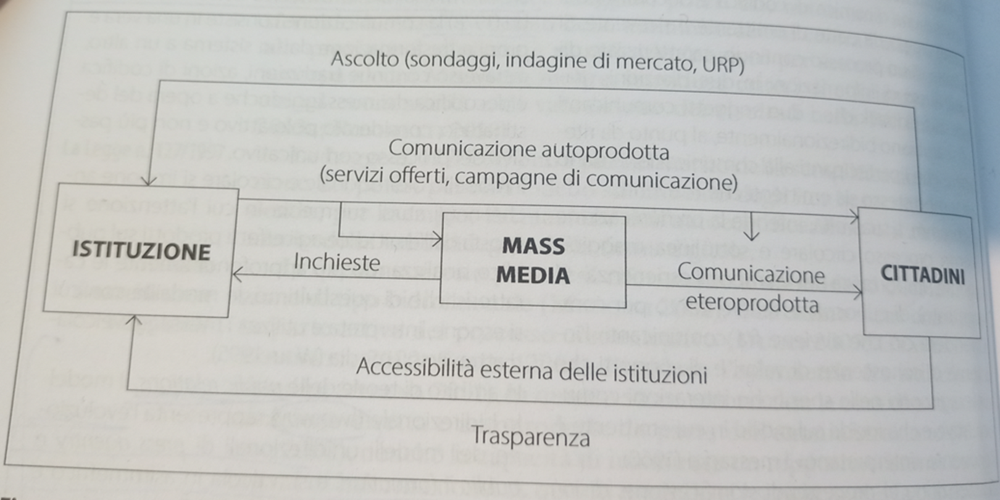 Ascolto (sondaggi, indagine di mercato, URP)
Comunicazione autoprodotta
(servizi offerti, campagne di comunicazione)
ISTITUZIONE
Inchieste
MASS
MEDIA
Comunicazione
eteroprodotta
CITTADINI
Accessibilità esterna delle istituzioni
Trasparenza